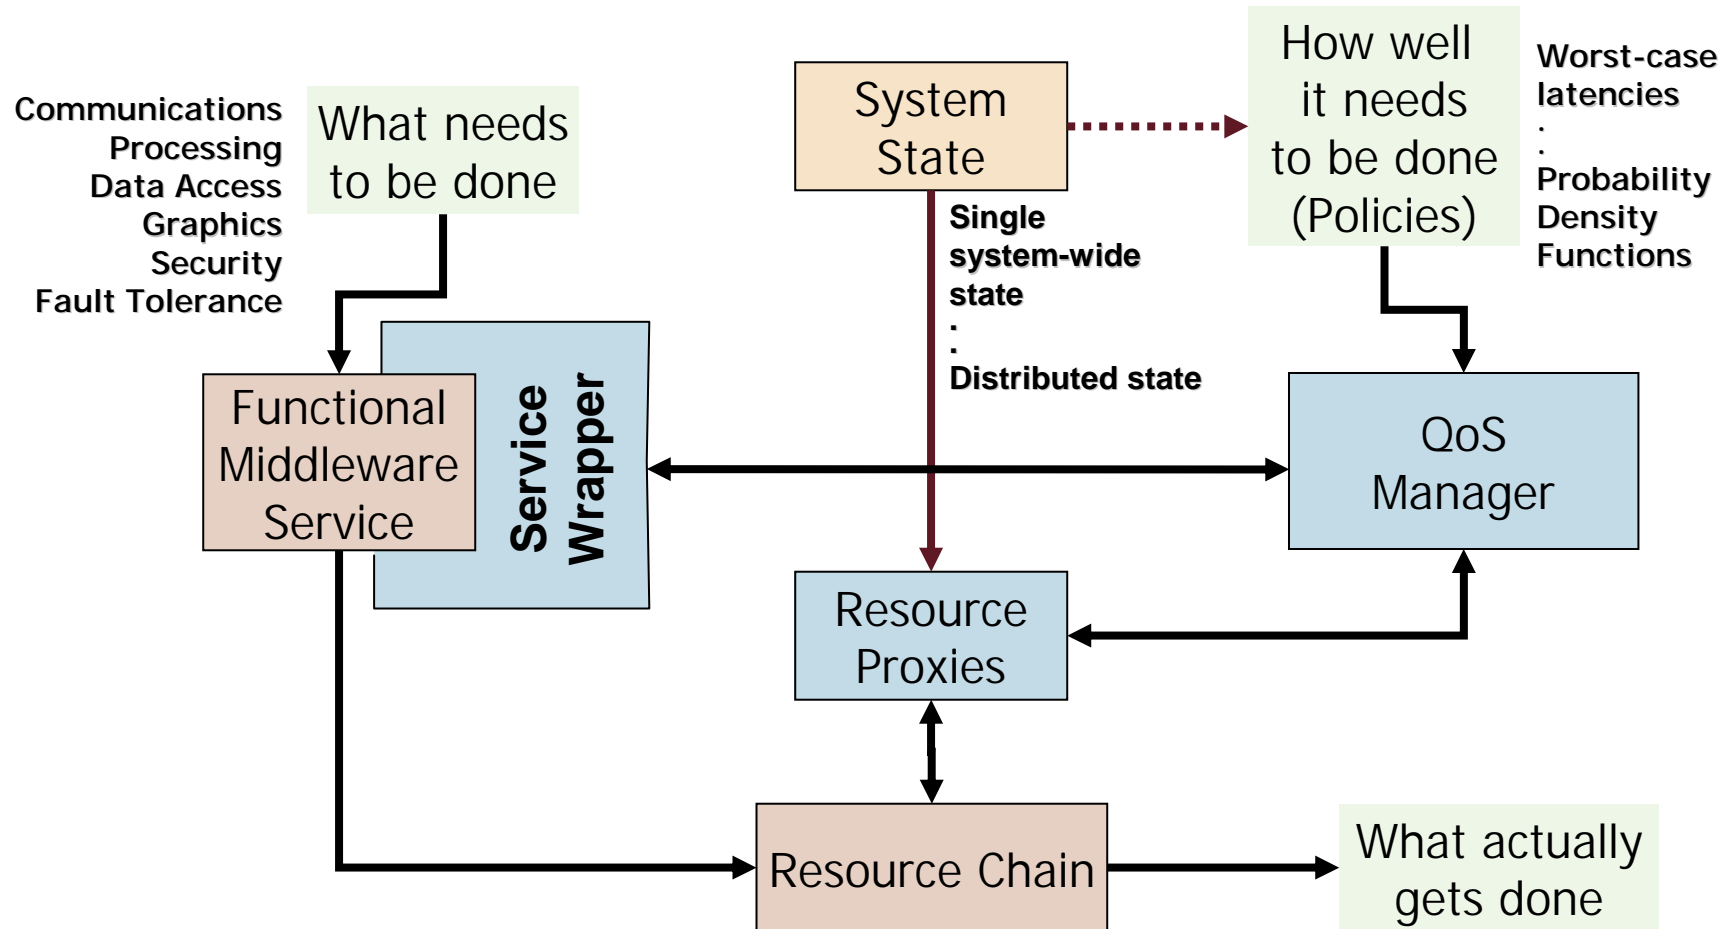 Communications
Processing
Data Access
Graphics
Security
Fault Tolerance
What needs
to be done
System
State
How well
it needs
to be done
(Policies)
Worst-case
latencies
.
.
Probability
Density
Functions
Single
system-wide
state
.
.
Distributed state
Functional
Middleware
Service
Service
Wrapper
QoS
Manager
Resource
Proxies
Resource Chain
What actually
gets done